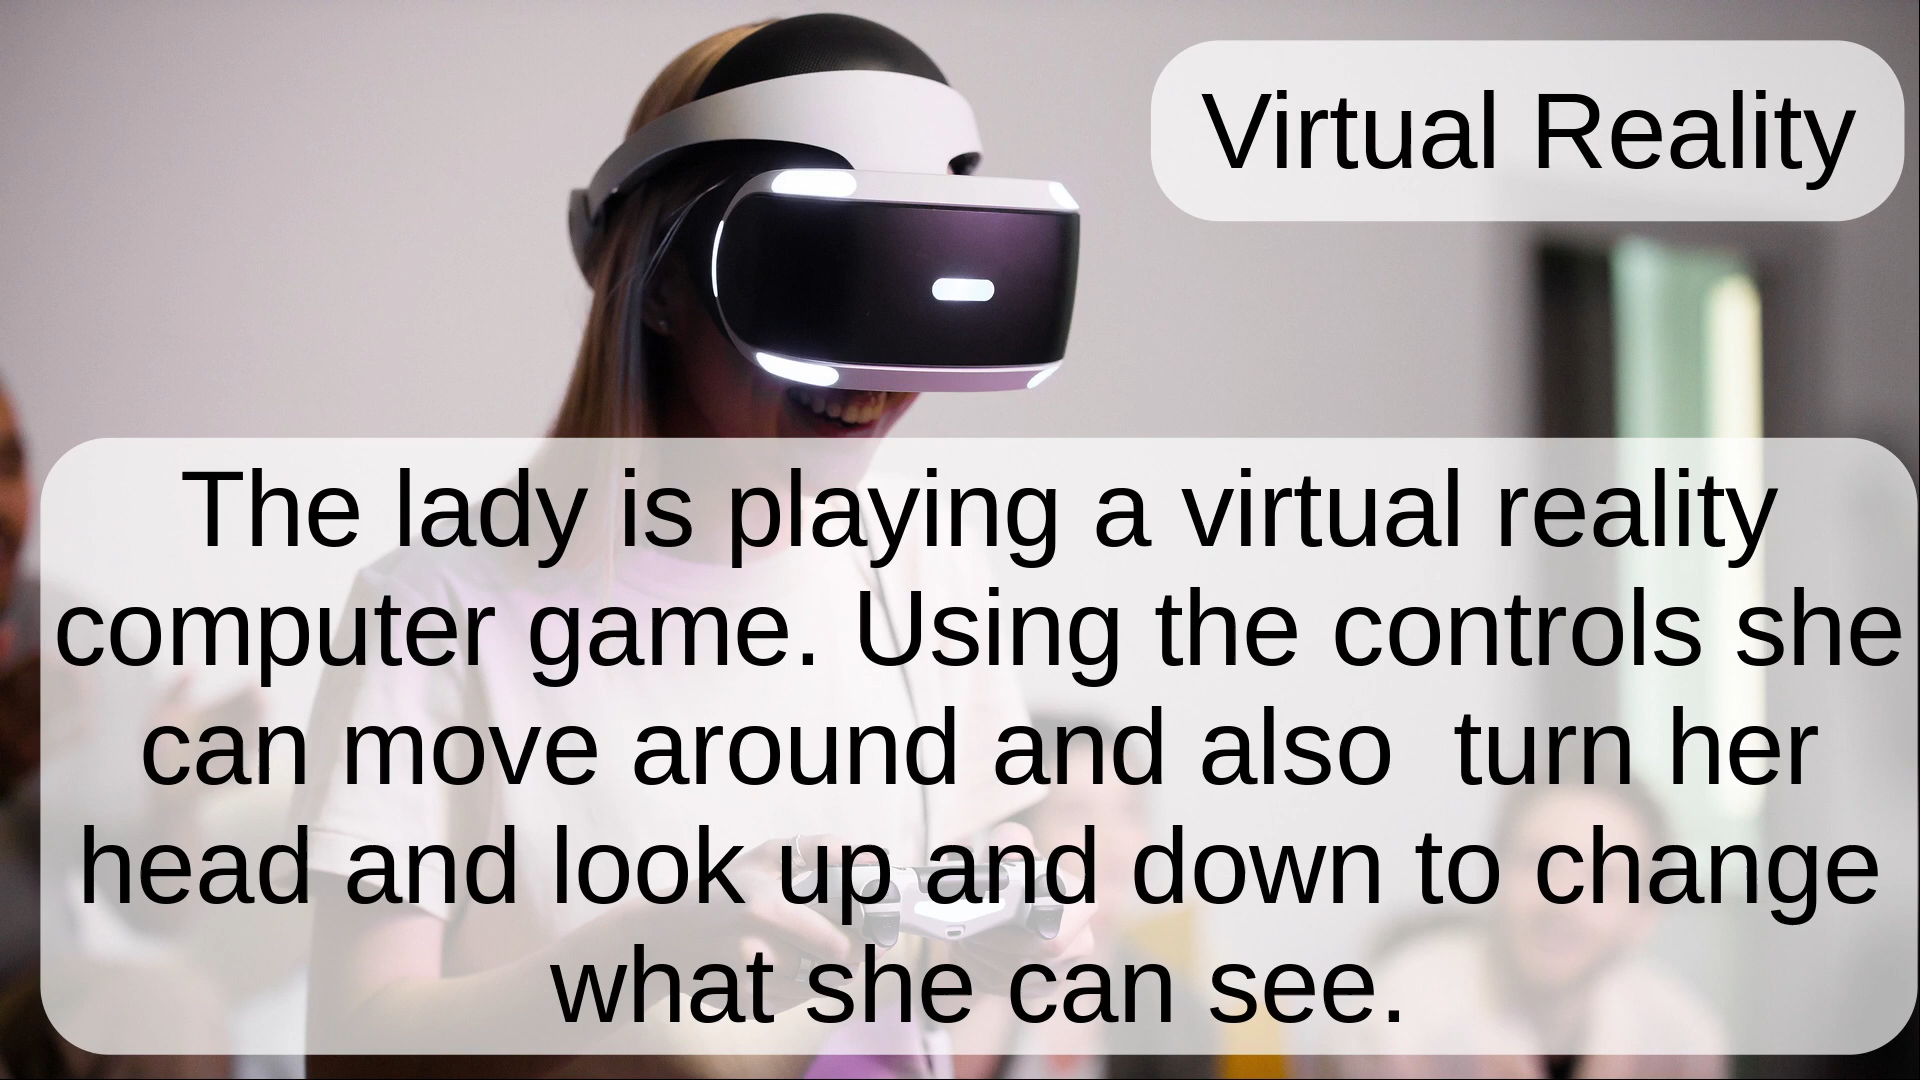 Virtual Reality
The lady is playing a virtual reality
computer game. Using the controls she
can move around and also  turn her
head and look up and down to change
what she can see.